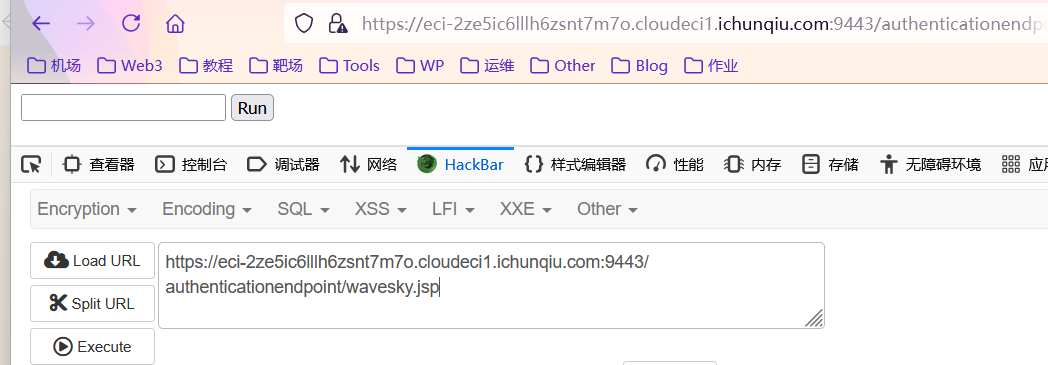 https://eci-2ze5ic6lllh6zsnt7m7o.cloudeci1.ichunqiu.com:9443/authenticationendp
机场 Web3 教程 靶场 Tools WP 运维 Other Blog 作业
Run
查看器 控制台 调试器 网络 HackBar 样式编辑器 性能 内存 存储 无障碍环境 应
Encryption Encoding SQL XSS LFI XXE Other
Load URL
Split URL
Execute
https://eci-2ze5ic6lllh6zsnt7m7o.cloudeci1.ichunqiu.com:9443/
authenticationendpoint/wavesky.jsp